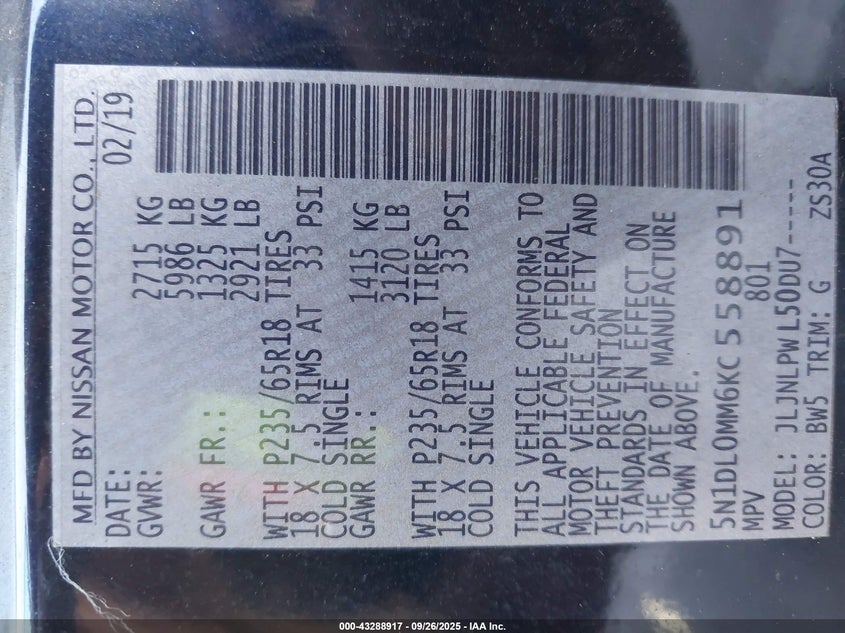 MFD BY NISSAN MOTOR CO., LTD.
DATE: 02/19
GVWR: 2715 KG
5986 LB
GAWR FR.: 1325 KG
2921 LB
WITH P235/65R18 TIRES
18 X 7.5 RIMS AT 33 PSI
COLD SINGLE
GAWR RR.: 1415 KG
3120 LB
WITH P235/65R18 TIRES
18 X 7.5 RIMS AT 33 PSI
COLD SINGLE
THIS VEHICLE CONFORMS TO
ALL APPLICABLE FEDERAL
MOTOR VEHICLE SAFETY AND
THEFT PREVENTION
STANDARDS IN EFFECT ON
THE DATE OF MANUFACTURE
SHOWN ABOVE.
5N1DL0MM6KC558891
MPV 801
MODEL: JLJNLPWL50DU7-----
COLOR: BW5 TRIM: G ZS30A
000-43288917 - 09/26/2025 - IAA Inc.